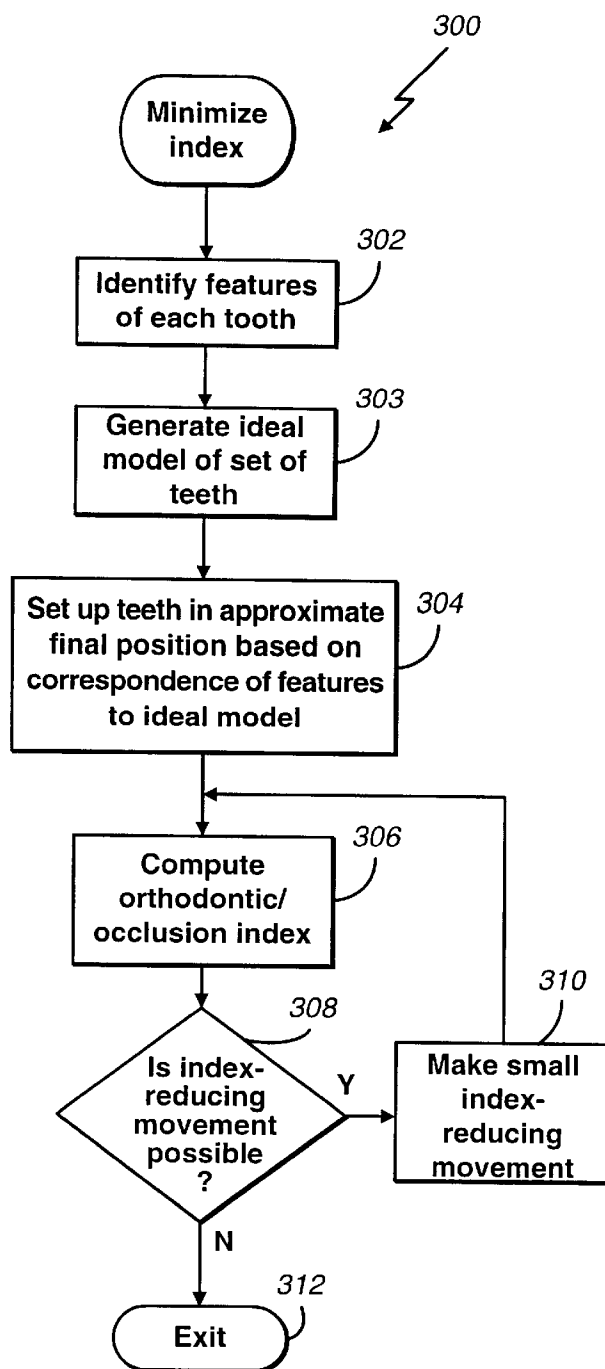 300
Minimize
index
302
Identify features
of each tooth
303
Generate ideal
model of set of
teeth
304
Set up teeth in approximate
final position based on
correspondence of features
to ideal model
306
Compute
orthodontic/
occlusion index
308
Is index-
reducing
movement
possible
?
Y
310
Make small
index-
reducing
movement
N
312
Exit